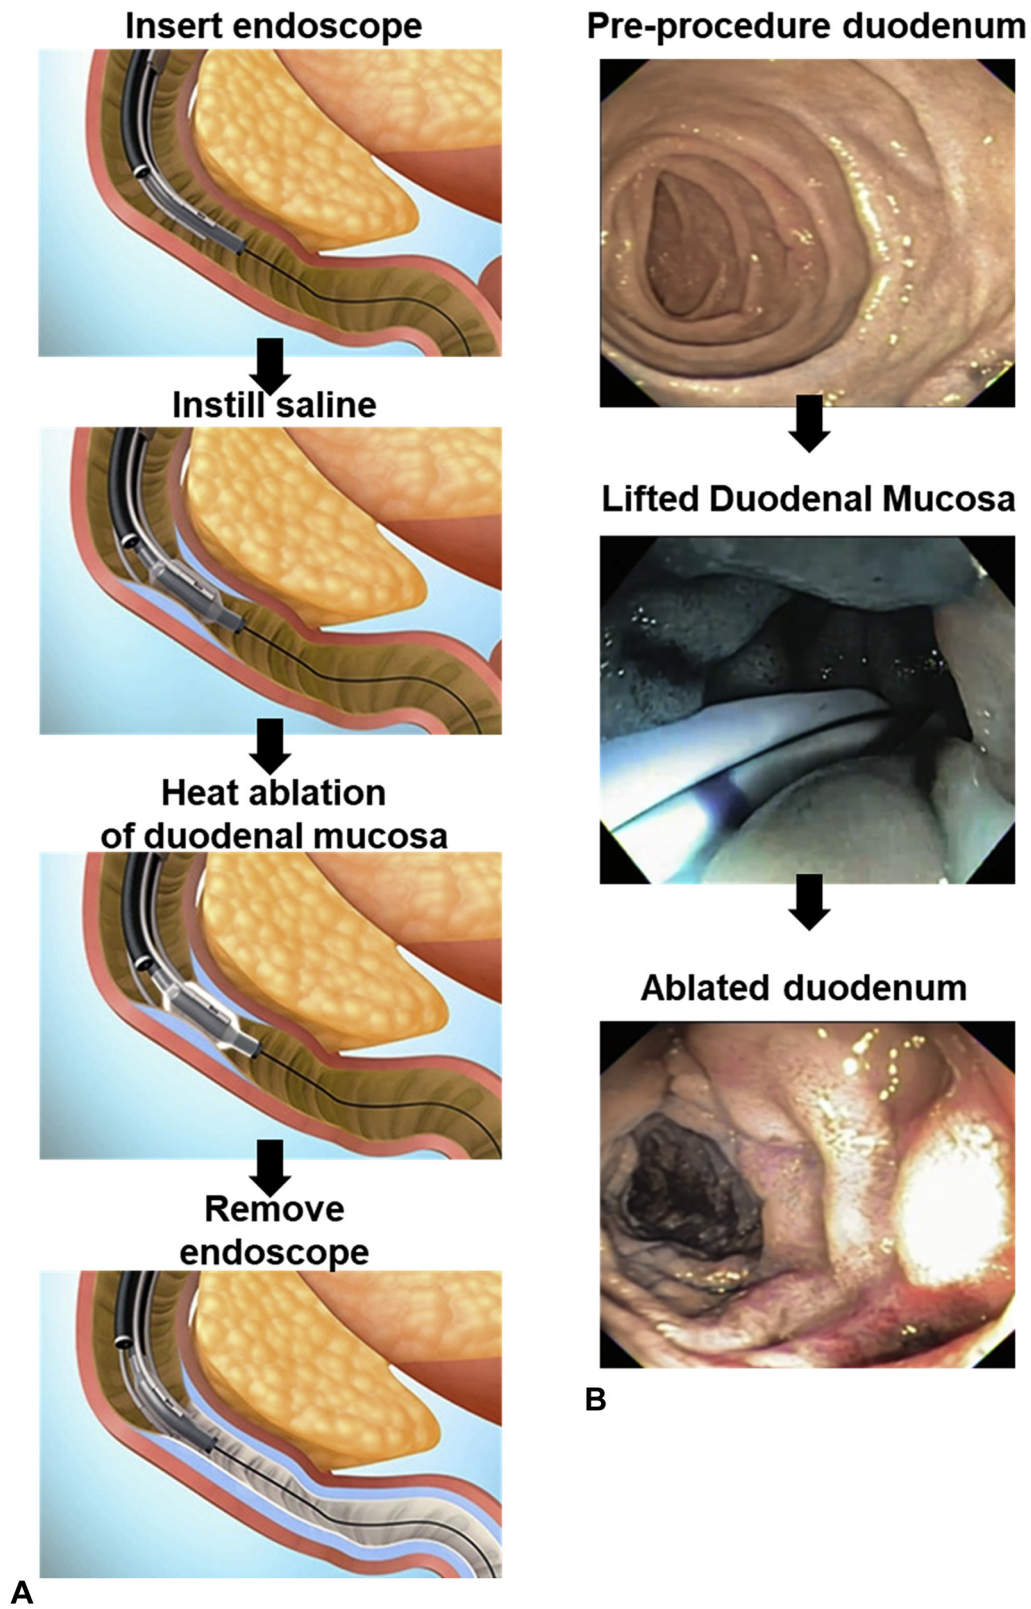 Insert endoscope
Instill saline
Heat ablation
of duodenal mucosa
Remove
endoscope
A
Pre-procedure duodenum
Lifted Duodenal Mucosa
Ablated duodenum
B